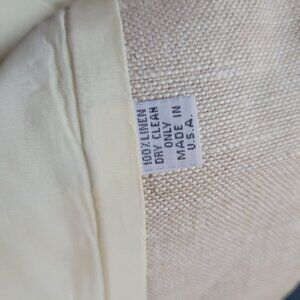 100% LINEN
DRY CLEAN
ONLY
MADE IN
U.S.A.